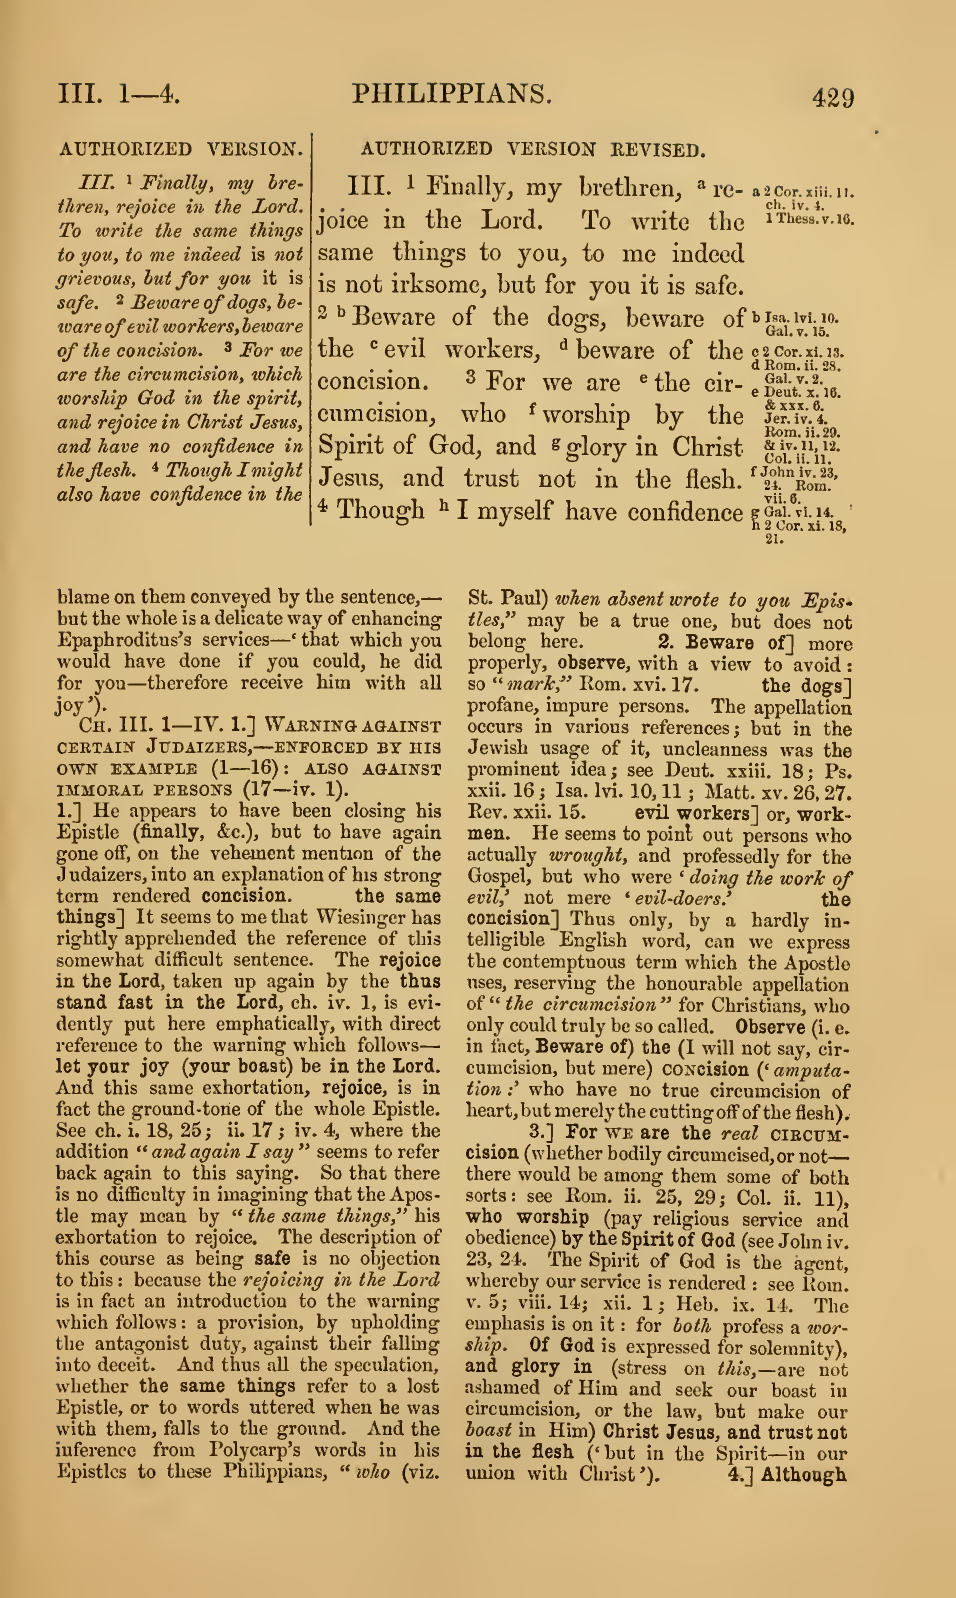 III. 1—4.
PHILIPPIANS.
429
AUTHORIZED VERSION.
III. 1 Finally, my bre-
thren, rejoice in the Lord.
To write the same things
to you, to me indeed is not
grievous, but for you it is
safe. 2 Beware of dogs, be-
ware of evil workers, beware
of the concision. 3 For we
are the circumcision, which
worship God in the spirit,
and rejoice in Christ Jesus,
and have no confidence in
the flesh. 4 Though I might
also have confidence in the
AUTHORIZED VERSION REVISED.
III. 1 Finally, my brethren, a re-
joice in the Lord. To write the
same things to you, to me indeed
is not irksome, but for you it is safe.
2 b Beware of the dogs, beware of
the c evil workers, d beware of the
concision. 3 For we are e the cir-
cumcision, who f worship by the
Spirit of God, and g glory in Christ
Jesus, and trust not in the flesh.
4 Though h I myself have confidence
a 2 Cor. xiii. 11.
ch. iv. 4.
1 Thess. v. 16.
b Isa. lvi. 10.
Gal. v. 15.
c 2 Cor. xi. 13.
d Rom. ii. 28.
Gal. v. 2.
e Deut. x. 16.
& xxx. 6.
Jer. iv. 4.
Rom. ii. 29.
& iv. 11, 12.
Col. ii. 11.
f John iv. 23,
24. Rom.
vii. 6.
g Gal. vi. 14.
h 2 Cor. xi. 18,
21.
blame on them conveyed by the sentence,—
but the whole is a delicate way of enhancing
Epaphroditus's services—‘that which you
would have done if you could, he did
for you—therefore receive him with all
joy’).
CH. III. 1—IV. 1.] WARNING AGAINST
CERTAIN JUDAIZERS,—ENFORCED BY HIS
OWN EXAMPLE (1—16): ALSO AGAINST
IMMORAL PERSONS (17—iv. 1).
1.] He appears to have been closing his
Epistle (finally, &c.), but to have again
gone off, on the vehement mention of the
Judaizers, into an explanation of his strong
term rendered concision. the same
things] It seems to me that Wiesinger has
rightly apprehended the reference of this
somewhat difficult sentence. The rejoice
in the Lord, taken up again by the thus
stand fast in the Lord, ch. iv. 1, is evi-
dently put here emphatically, with direct
reference to the warning which follows—
let your joy (your boast) be in the Lord.
And this same exhortation, rejoice, is in
fact the ground-tone of the whole Epistle.
See ch. i. 18, 25; ii. 17; iv. 4, where the
addition “and again I say” seems to refer
back again to this saying. So that there
is no difficulty in imagining that the Apos-
tle may mean by “the same things,” his
exhortation to rejoice. The description of
this course as being safe is no objection
to this: because the rejoicing in the Lord
is in fact an introduction to the warning
which follows: a provision, by upholding
the antagonist duty, against their falling
into deceit. And thus all the speculation,
whether the same things refer to a lost
Epistle, or to words uttered when he was
with them, falls to the ground. And the
inference from Polycarp's words in his
Epistles to these Philippians, “who (viz.
St. Paul) when absent wrote to you Epis-
tles,” may be a true one, but does not
belong here. 2. Beware of] more
properly, observe, with a view to avoid:
so “mark,” Rom. xvi. 17. the dogs]
profane, impure persons. The appellation
occurs in various references; but in the
Jewish usage of it, uncleanness was the
prominent idea; see Deut. xxiii. 18; Ps.
xxii. 16; Isa. lvi. 10, 11; Matt. xv. 26, 27.
Rev. xxii. 15. evil workers] or, work-
men. He seems to point out persons who
actually wrought, and professedly for the
Gospel, but who were ‘doing the work of
evil,’ not mere ‘evil-doers.’ the
concision] Thus only, by a hardly in-
telligible English word, can we express
the contemptuous term which the Apostle
uses, reserving the honourable appellation
of “the circumcision” for Christians, who
only could truly be so called. Observe (i. e.
in fact, Beware of) the (I will not say, cir-
cumcision, but mere) CONcision (‘amputa-
tion:’ who have no true circumcision of
heart, but merely the cutting off of the flesh).
3.] For WE are the real CIRCUM-
cision (whether bodily circumcised, or not—
there would be among them some of both
sorts: see Rom. ii. 25, 29; Col. ii. 11),
who worship (pay religious service and
obedience) by the Spirit of God (see John iv.
23, 24. The Spirit of God is the agent,
whereby our service is rendered: see Rom.
v. 5; viii. 14; xii. 1; Heb. ix. 14. The
emphasis is on it: for both profess a wor-
ship. Of God is expressed for solemnity),
and glory in (stress on this,—are not
ashamed of Him and seek our boast in
circumcision, or the law, but make our
boast in Him) Christ Jesus, and trust not
in the flesh (‘but in the Spirit—in our
union with Christ’). 4.] Although